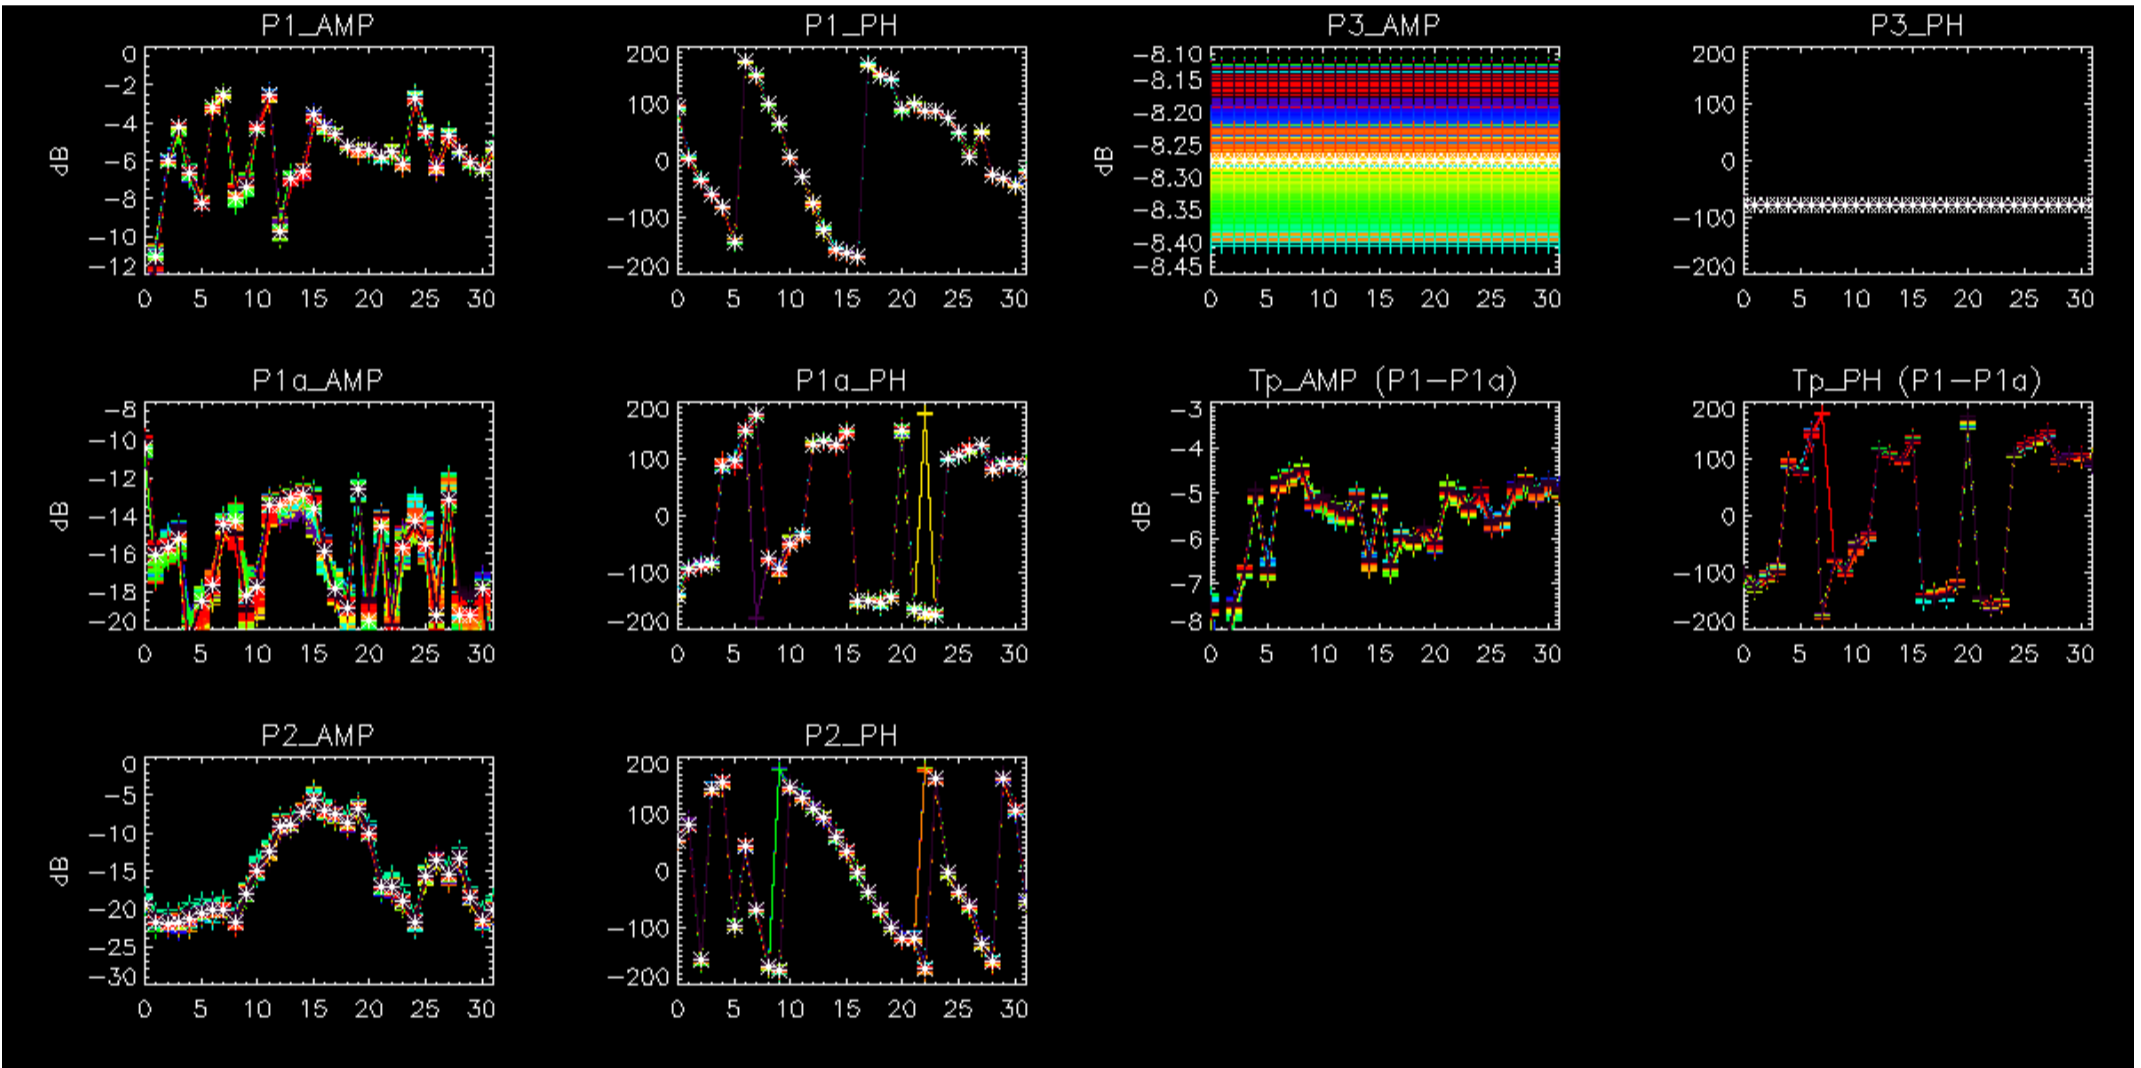 P1_AMP
0
-2
-4
-6
-8
-10
-12
dB
0 5 10 15 20 25 30
P1_PH
200
100
0
-100
-200
0 5 10 15 20 25 30
P3_AMP
-8.10
-8.15
-8.20
-8.25
-8.30
-8.35
-8.40
-8.45
dB
0 5 10 15 20 25 30
P3_PH
200
100
0
-100
-200
0 5 10 15 20 25 30
P1a_AMP
-8
-10
-12
-14
-16
-18
-20
dB
0 5 10 15 20 25 30
P1a_PH
200
100
0
-100
-200
0 5 10 15 20 25 30
Tp_AMP (P1-P1a)
-3
-4
-5
-6
-7
-8
dB
0 5 10 15 20 25 30
Tp_PH (P1-P1a)
200
100
0
-100
-200
0 5 10 15 20 25 30
P2_AMP
0
-5
-10
-15
-20
-25
-30
dB
0 5 10 15 20 25 30
P2_PH
200
100
0
-100
-200
0 5 10 15 20 25 30